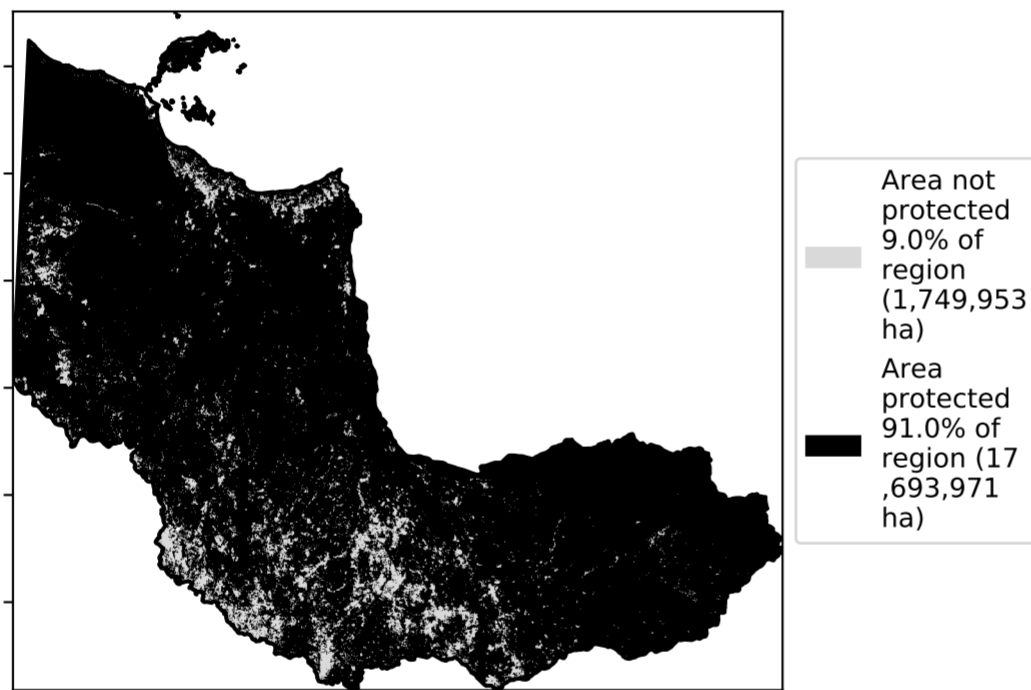 Area not
protected
9.0% of
region
(1,749,953
ha)
Area
protected
91.0% of
region (17
,693,971
ha)